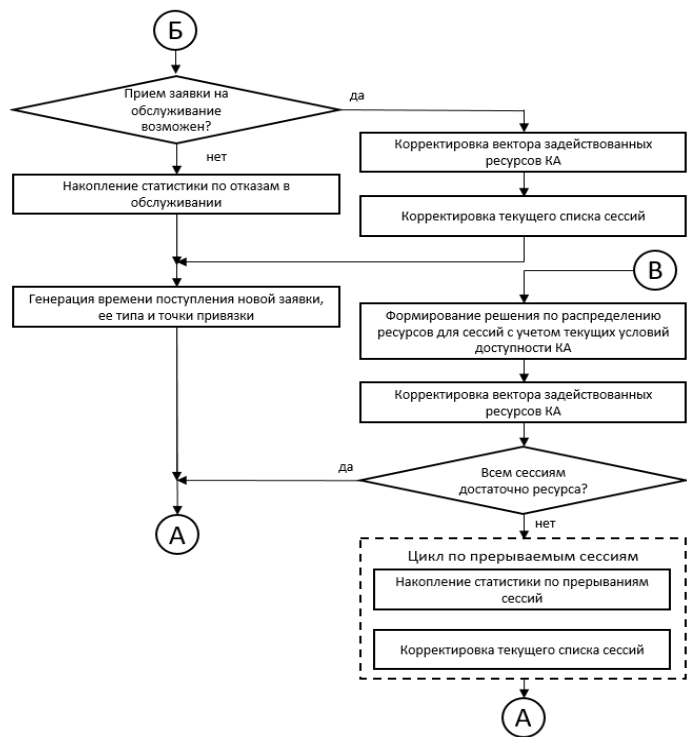 Б
Прием заявки на
обслуживание
возможен?
да
нет
Корректировка вектора задействованных
ресурсов КА
Накопление статистики по отказам в
обслуживании
Корректировка текущего списка сессий
В
Генерация времени поступления новой заявки,
ее типа и точки привязки
Формирование решения по распределению
ресурсов для сессий с учетом текущих условий
доступности КА
Корректировка вектора задействованных
ресурсов КА
да
Всем сессиям
достаточно ресурса?
А
нет
Цикл по прерываемым сессиям
Накопление статистики по прерываниям
сессий
Корректировка текущего списка сессий
А